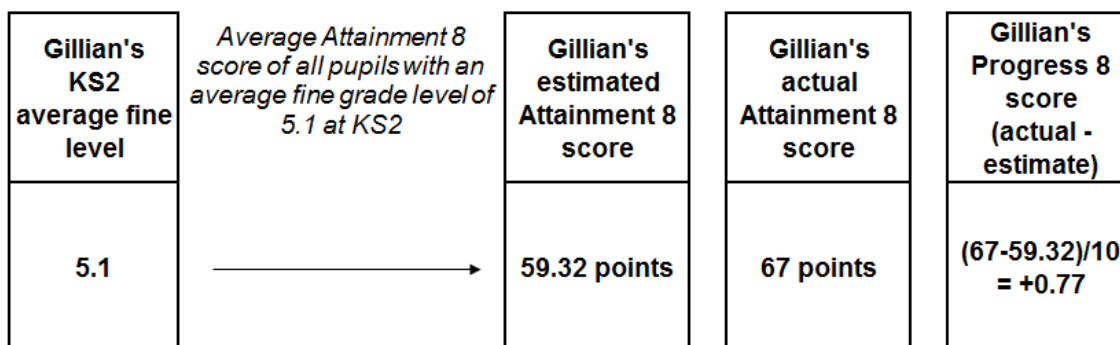 Gillian's
KS2
average fine
level
Average Attainment 8
score of all pupils with an
average fine grade level of
5.1 at KS2
Gillian's
estimated
Attainment 8
score
Gillian's
actual
Attainment 8
score
Gillian's
Progress 8
score
(actual -
estimate)
5.1
59.32 points
67 points
(67-59.32)/10
= +0.77